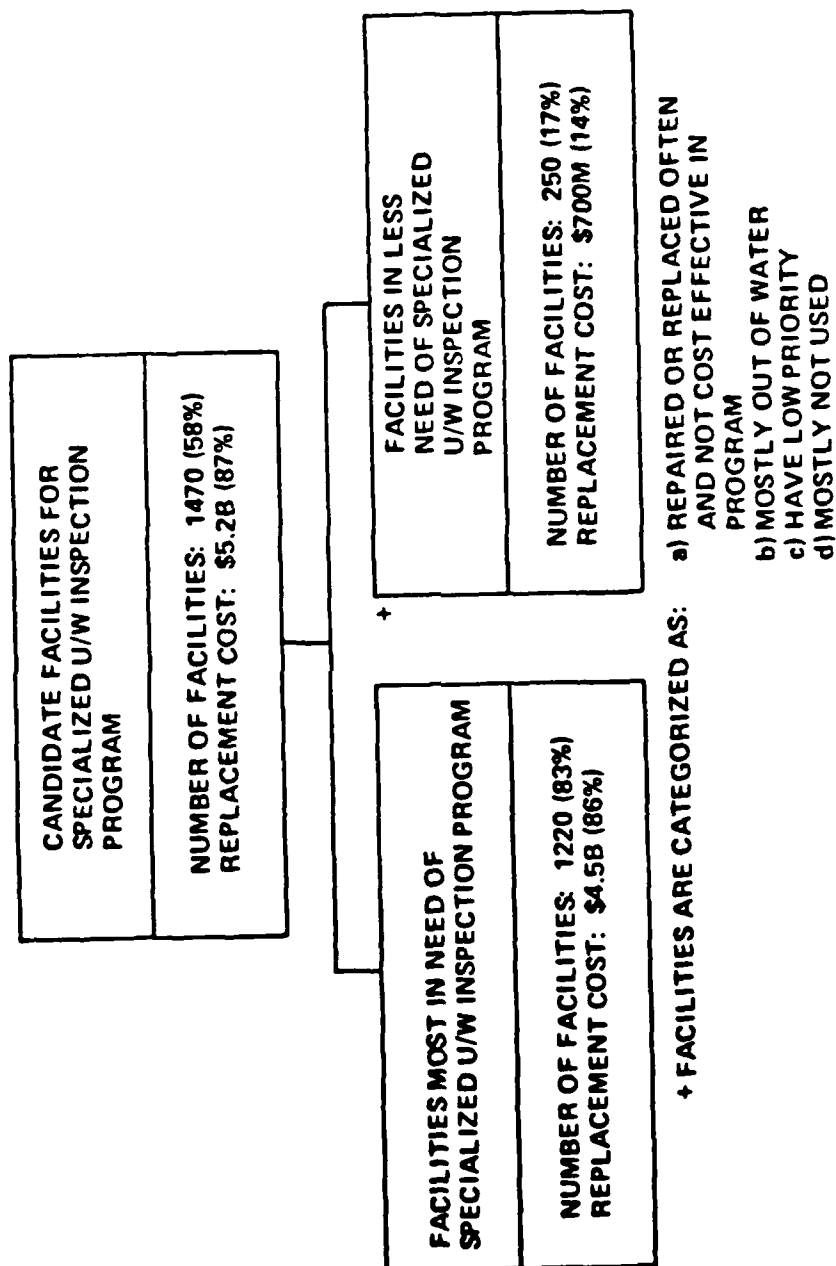 CANDIDATE FACILITIES FOR
SPECIALIZED U/W INSPECTION
PROGRAM
NUMBER OF FACILITIES: 1470 (58%)
REPLACEMENT COST: $5.2B (87%)
FACILITIES MOST IN NEED OF
SPECIALIZED U/W INSPECTION PROGRAM
NUMBER OF FACILITIES: 1220 (83%)
REPLACEMENT COST: $4.5B (86%)
+
FACILITIES IN LESS
NEED OF SPECIALIZED
U/W INSPECTION
PROGRAM
NUMBER OF FACILITIES: 250 (17%)
REPLACEMENT COST: $700M (14%)
+ FACILITIES ARE CATEGORIZED AS:
a) REPAIRED OR REPLACED OFTEN
AND NOT COST EFFECTIVE IN
PROGRAM
b) MOSTLY OUT OF WATER
c) HAVE LOW PRIORITY
d) MOSTLY NOT USED